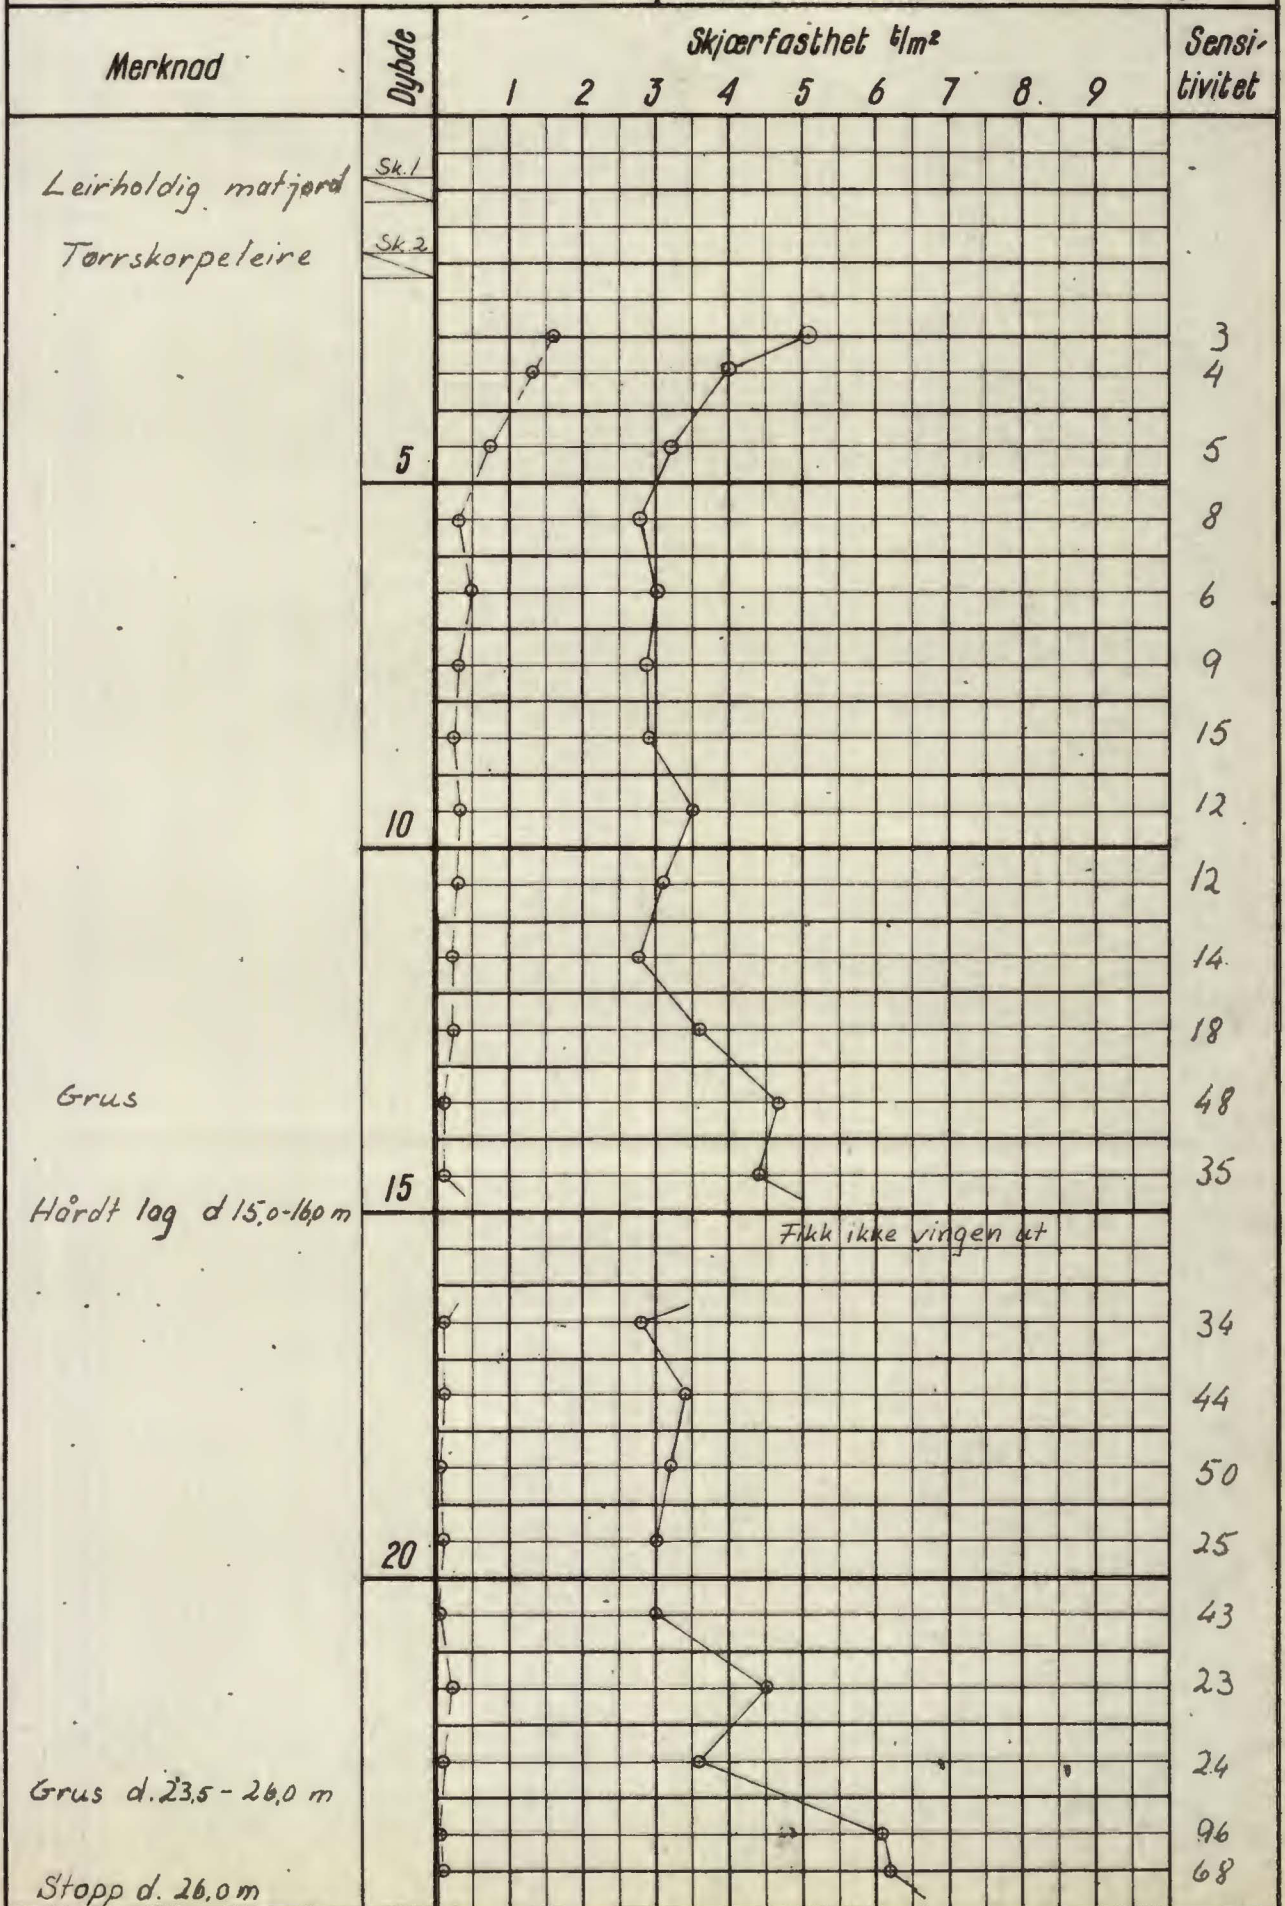 Merknad Dybde Skjærfasthet t/m² Sensi-
tivitet
1 2 3 4 5 6 7 8. 9
Sk.1
Leirholdig matjord
Sk.2
Tørrskorpeleire
3
4
5 5
8
6
9
15
12
10
12
14.
18
Grus 48
35
15
Hårdt lag d 15,0-16,0 m
Fikk ikke vingen ut
34
44
50
25
20
43
23
24
Grus d. 23,5 - 26,0 m
96
68
Stopp d. 26,0 m